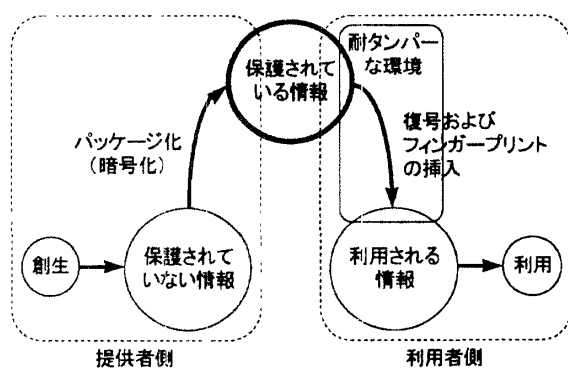 保護されて
いる情報
耐タンパー
な環境
パッケージ化
(暗号化)
復号および
フィンガープリント
の挿入
創生
保護されて
いない情報
利用される
情報
利用
提供者側
利用者側